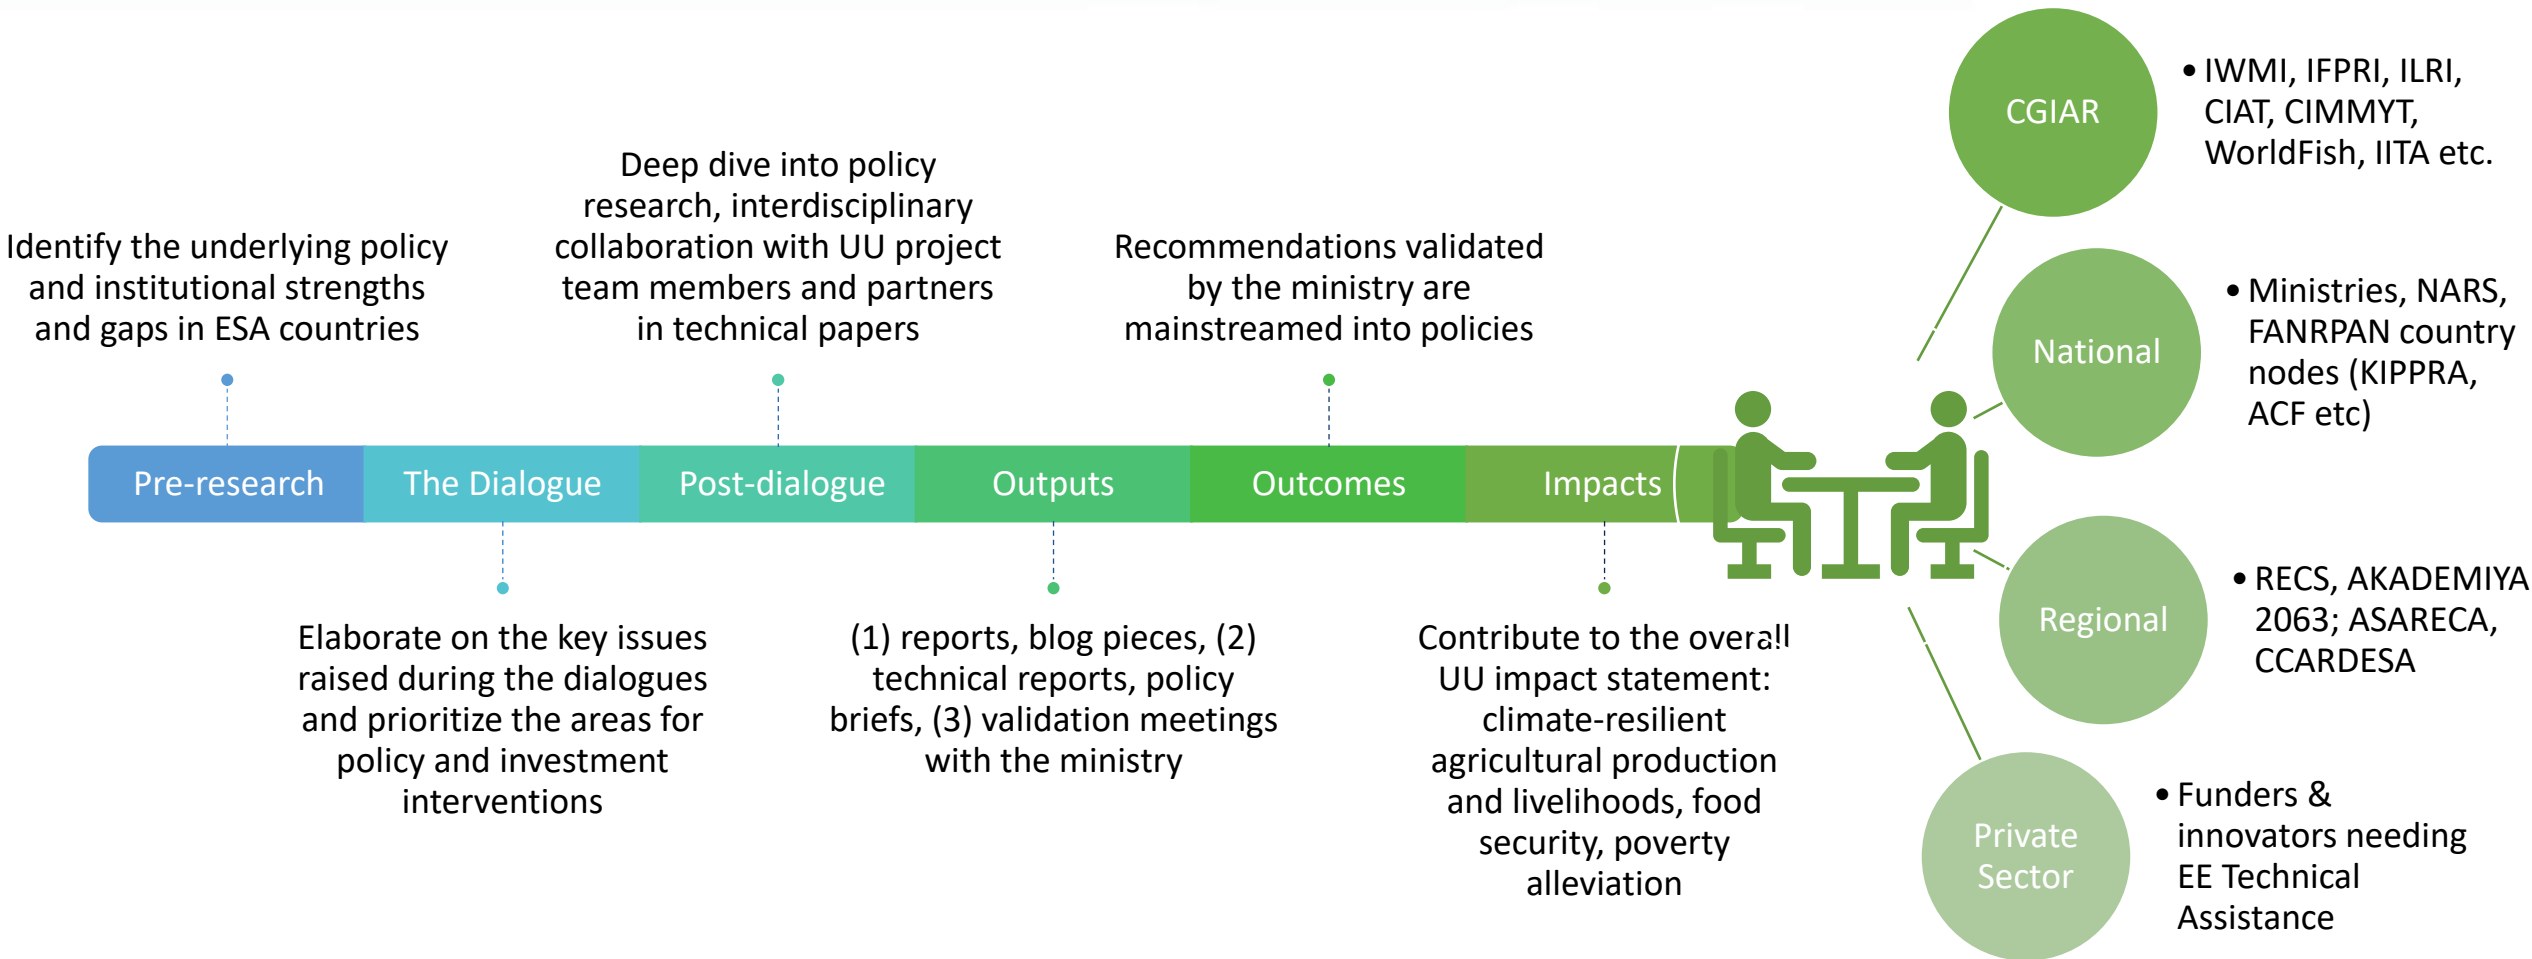 Identify the underlying policy
and institutional strengths
and gaps in ESA countries
Deep dive into policy
research, interdisciplinary
collaboration with UU project
team members and partners
in technical papers
Recommendations validated
by the ministry are
mainstreamed into policies
Pre-research
The Dialogue
Post-dialogue
Outputs
Outcomes
Impacts
Elaborate on the key issues
raised during the dialogues
and prioritize the areas for
policy and investment
interventions
(1) reports, blog pieces, (2)
technical reports, policy
briefs, (3) validation meetings
with the ministry
Contribute to the overall
UU impact statement:
climate-resilient
agricultural production
and livelihoods, food
security, poverty
alleviation
CGIAR
• IWMI, IFPRI, ILRI,
CIAT, CIMMYT,
WorldFish, IITA etc.
National
• Ministries, NARS,
FANRPAN country
nodes (KIPPRA,
ACF etc)
Regional
• RECS, AKADEMIYA
2063; ASARECA,
CCARDESA
Private
Sector
• Funders &
innovators needing
EE Technical
Assistance